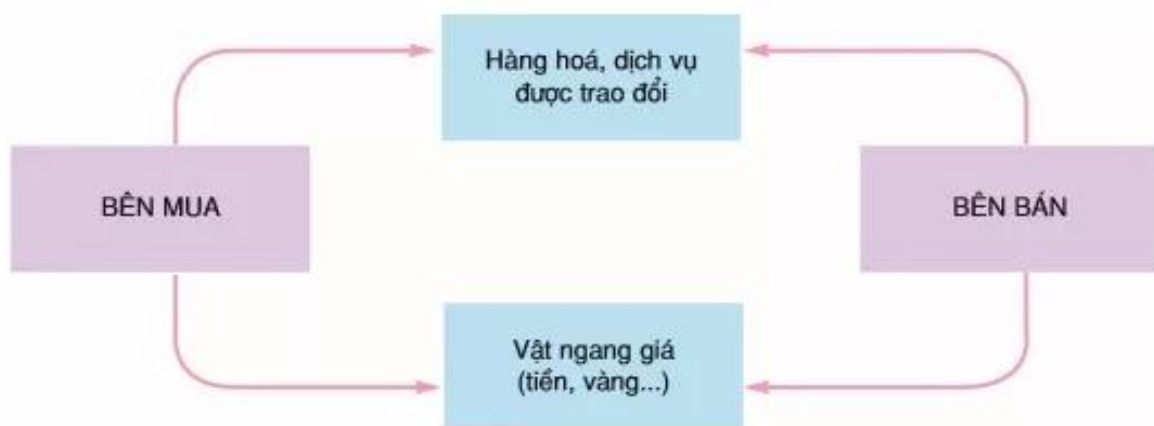 Hàng hoá, dịch vụ
được trao đổi
BÊN MUA
BÊN BÁN
Vật ngang giá
(tiền, vàng...)